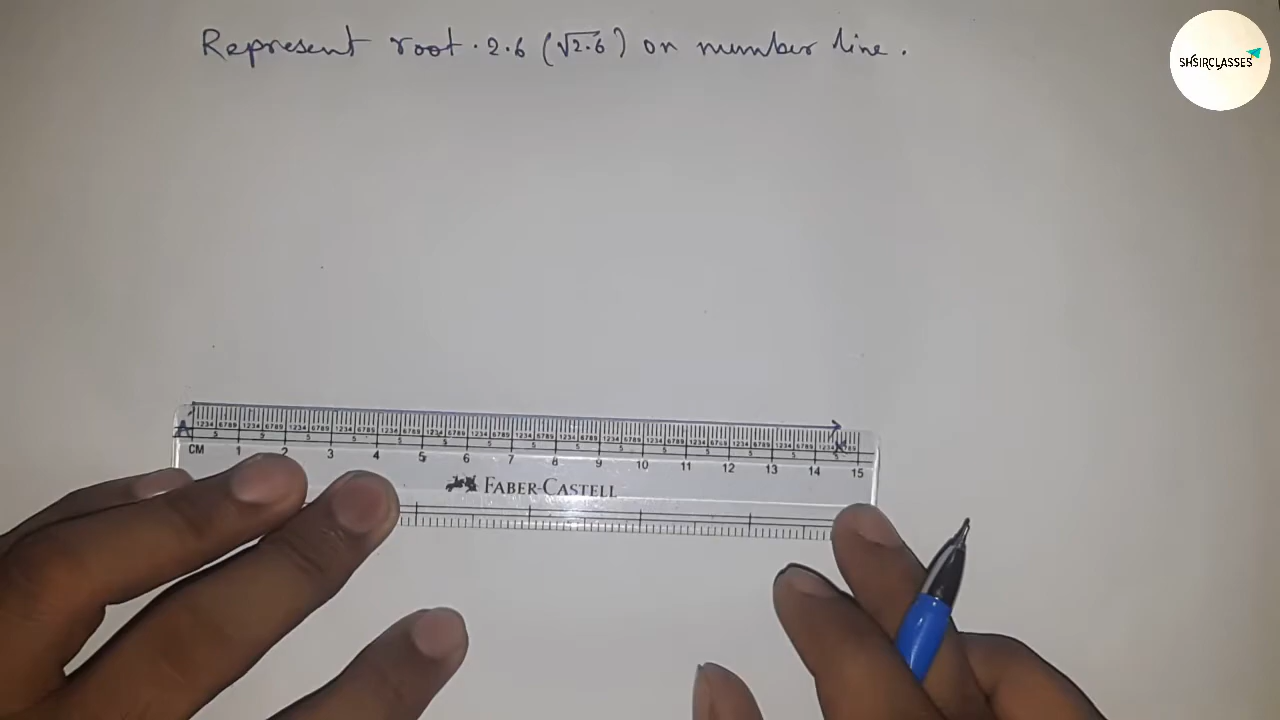 Represent root. 2.6 (√2.6) on number line.
SHSIRCLASSES
A
CM 1 2 3 4 5 6 7 8 9 10 11 12 13 14 15
FABER-CASTELL